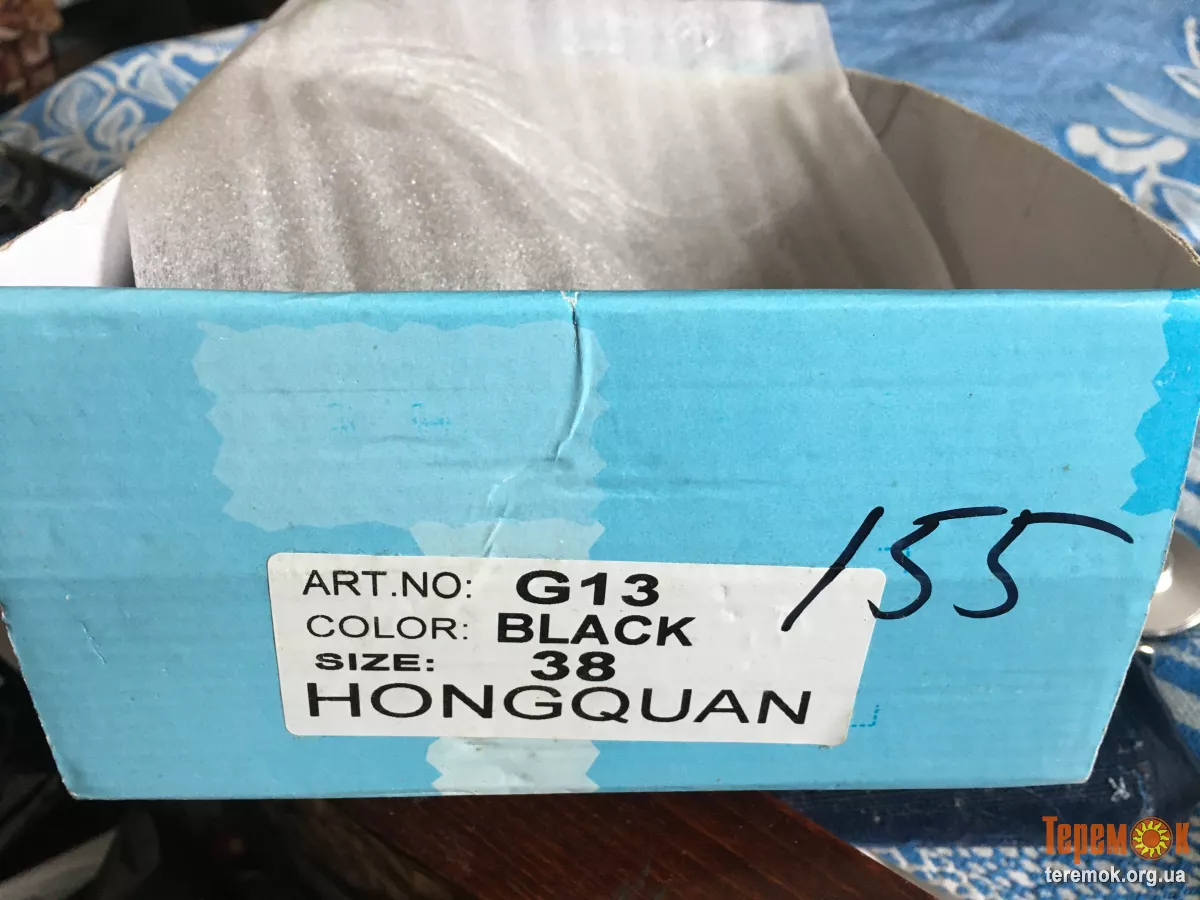 155
ART.NO: G13
COLOR: BLACK
SIZE: 38
HONGQUAN
Теремок
teremok.org.ua